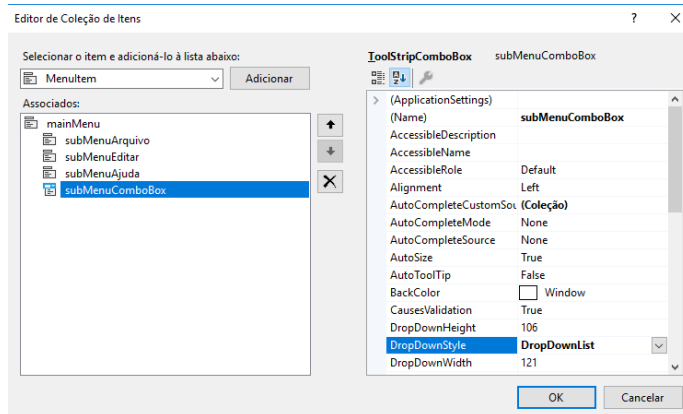 Editor de Coleção de Itens
Selecionar o item e adicioná-lo à lista abaixo:
MenuItem
Adicionar
Associados:
mainMenu
subMenuArquivo
subMenuEditar
subMenuAjuda
subMenuComboBox
ToolStripComboBox subMenuComboBox
(ApplicationSettings)
(Name) subMenuComboBox
AccessibleDescription
AccessibleName
AccessibleRole Default
Alignment Left
AutoCompleteCustomSou (Coleção)
AutoCompleteMode None
AutoCompleteSource None
AutoSize True
AutoToolTip False
BackColor Window
CausesValidation True
DropDownHeight 106
DropDownStyle DropDownList
DropDownWidth 121
OK Cancelar